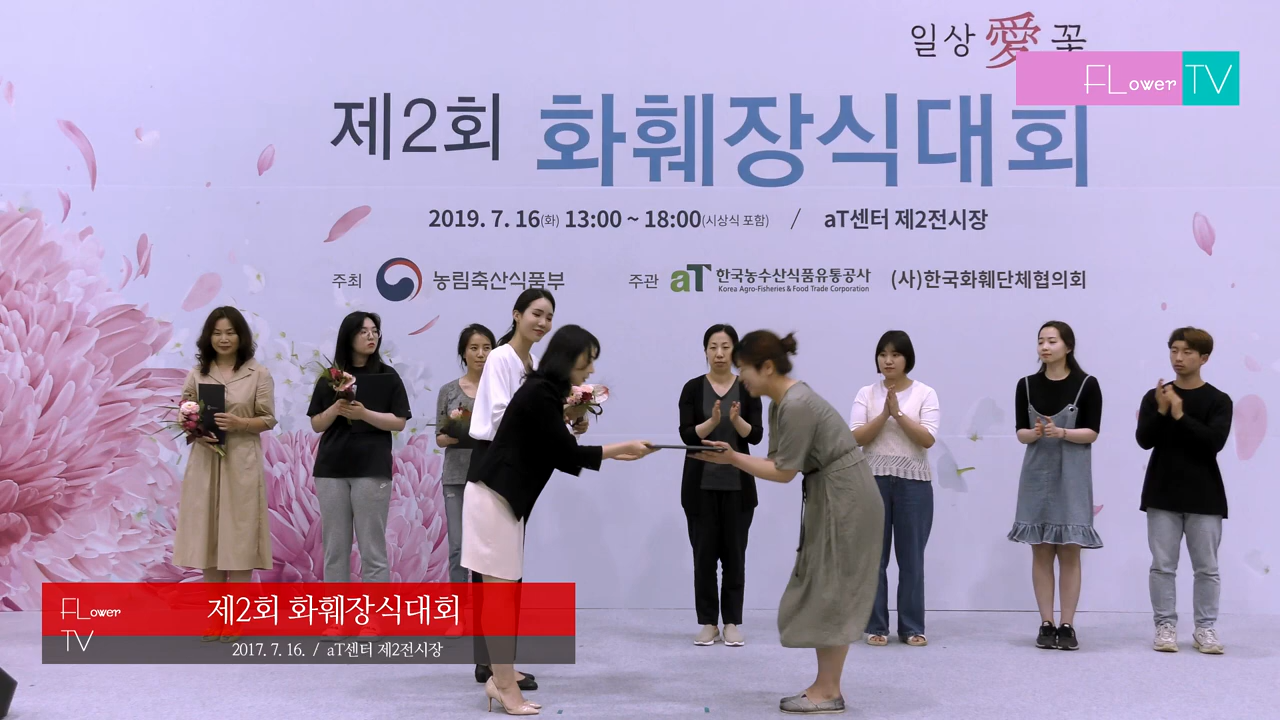 일상 愛 꽃
FLower TV
제2회 화훼장식대회
2019. 7. 16(화) 13:00 ~ 18:00(시상식 포함) / aT센터 제2전시장
주최 농림축산식품부 주관 aT 한국농수산식품유통공사 (사)한국화훼단체협의회
Korea Agro-Fisheries & Food Trade Corporation
FLower TV
제2회 화훼장식대회
2017. 7. 16. / aT센터 제2전시장